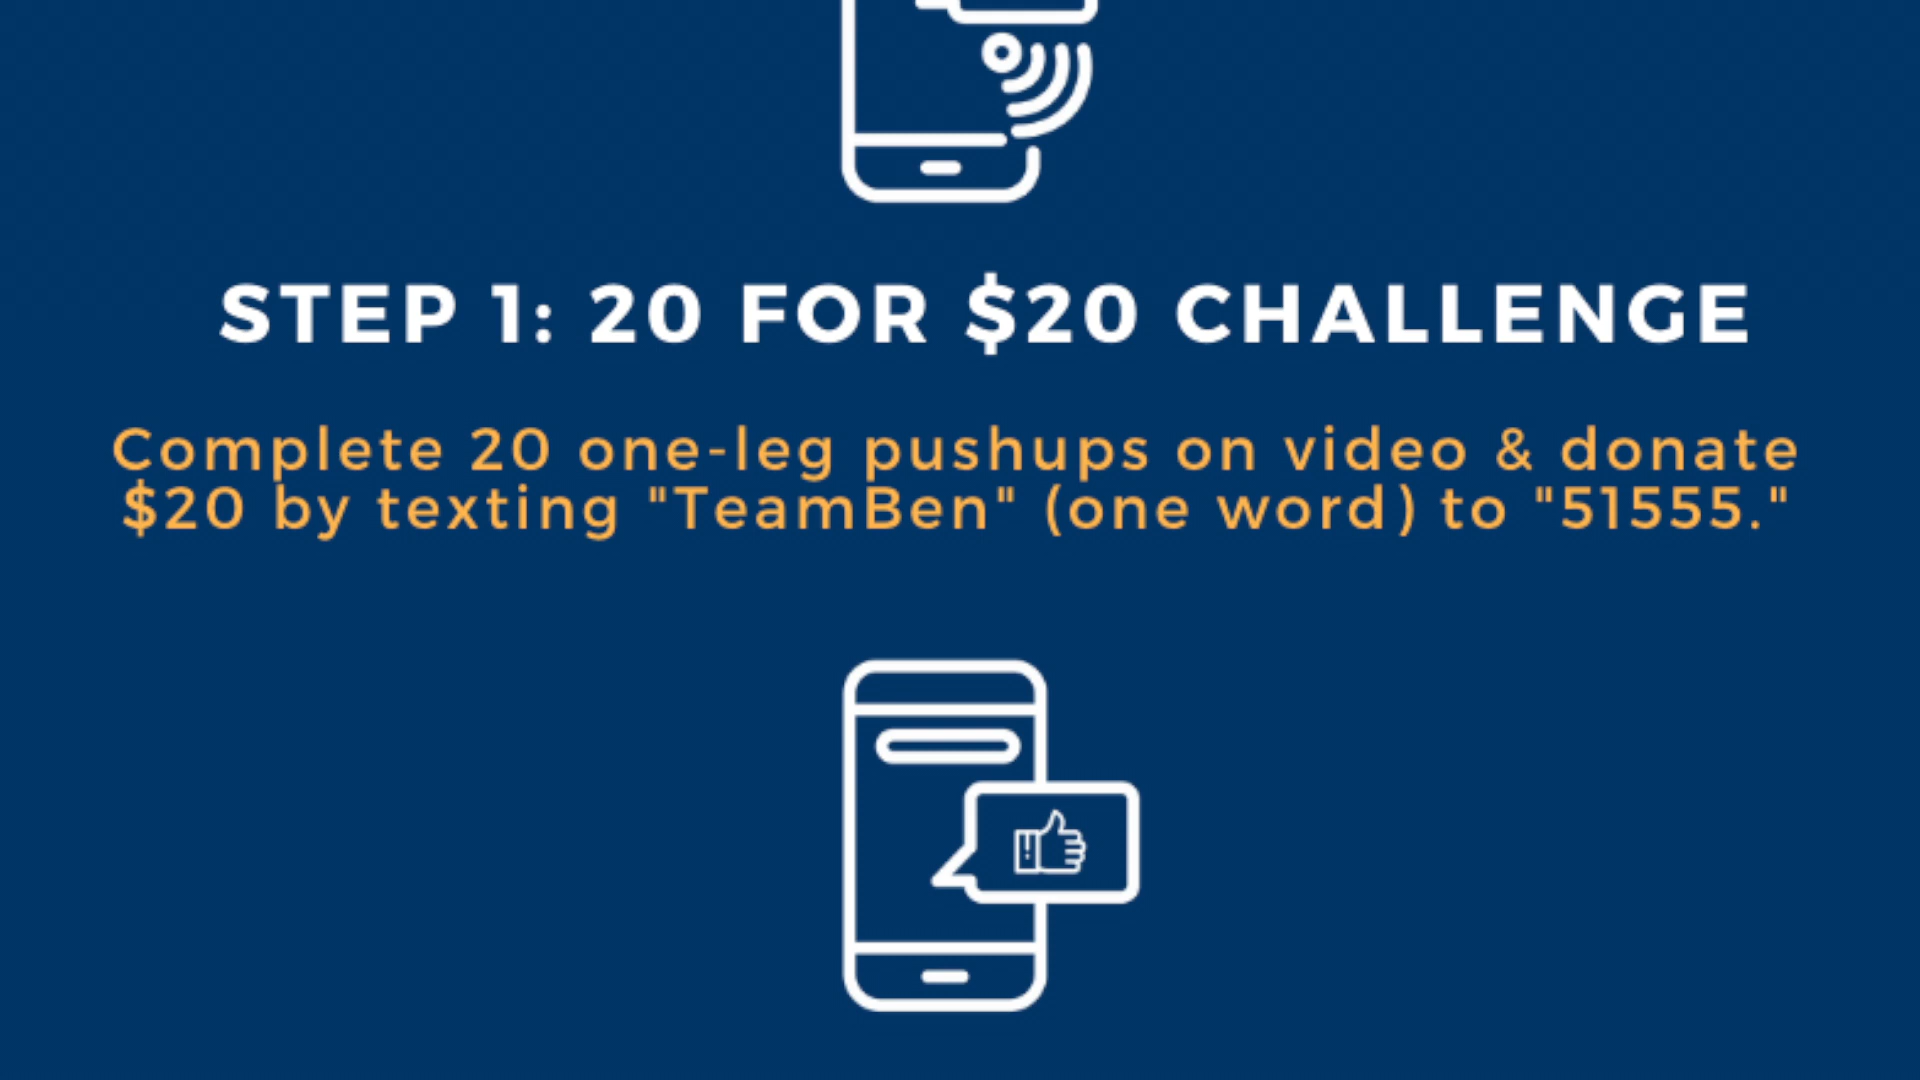 STEP 1: 20 FOR $20 CHALLENGE
Complete 20 one-leg pushups on video & donate
$20 by texting "TeamBen" (one word) to "51555."